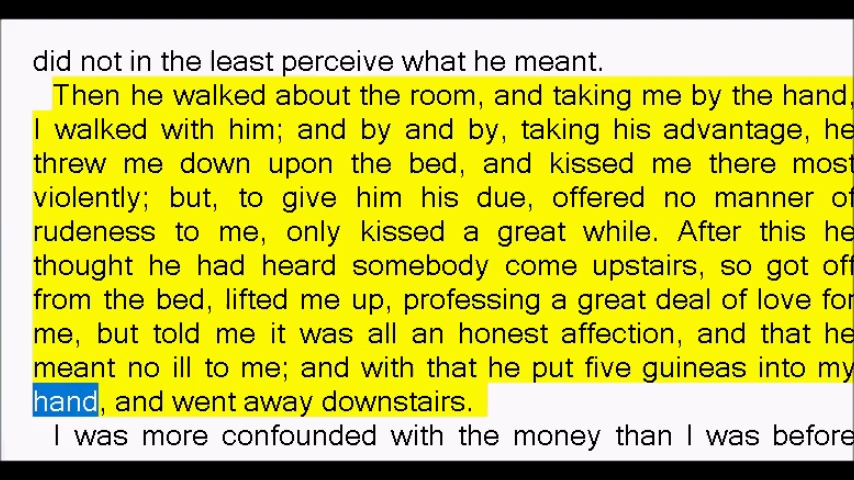 did not in the least perceive what he meant.
Then he walked about the room, and taking me by the hand,
I walked with him; and by and by, taking his advantage, he
threw me down upon the bed, and kissed me there most
violently; but, to give him his due, offered no manner of
rudeness to me, only kissed a great while. After this he
thought he had heard somebody come upstairs, so got off
from the bed, lifted me up, professing a great deal of love for
me, but told me it was all an honest affection, and that he
meant no ill to me; and with that he put five guineas into my
hand, and went away downstairs.
I was more confounded with the money than I was before